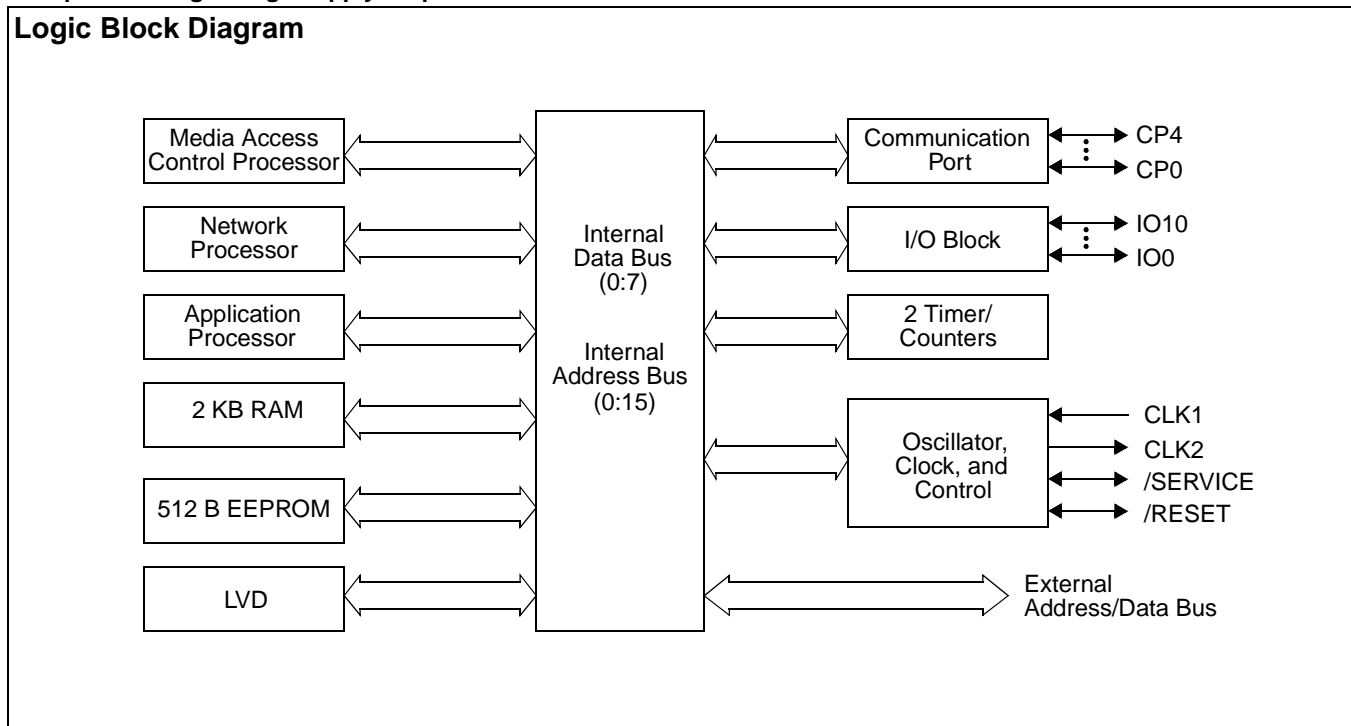 Logic Block Diagram
Media Access
Control Processor
Network
Processor
Application
Processor
2 KB RAM
512 B EEPROM
LVD
Internal
Data Bus
(0:7)
Internal
Address Bus
(0:15)
Communication
Port
I/O Block
2 Timer/
Counters
Oscillator,
Clock, and
Control
CP4
CP0
IO10
IO0
CLK1
CLK2
/SERVICE
/RESET
External
Address/Data Bus